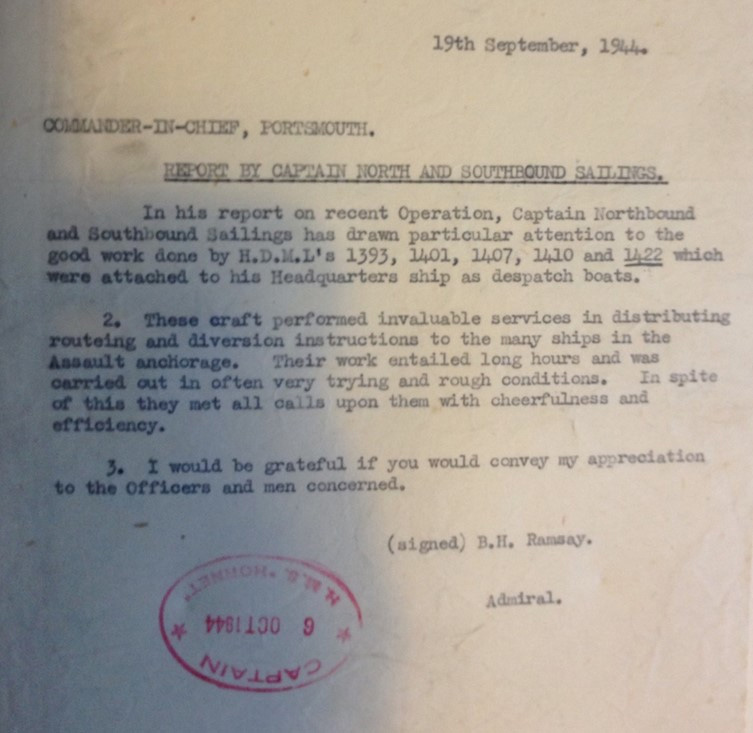 19th September, 1944.
COMMANDER-IN-CHIEF, PORTSMOUTH.
REPORT BY CAPTAIN NORTH AND SOUTHBOUND SAILINGS.
In his report on recent Operation, Captain Northbound
and Southbound Sailings has drawn particular attention to the
good work done by H.D.M.L's 1393, 1401, 1407, 1410 and 1422 which
were attached to his Headquarters ship as despatch boats.
2. These craft performed invaluable services in distributing
routeing and diversion instructions to the many ships in the
Assault anchorage. Their work entailed long hours and was
carried out in often very trying and rough conditions. In spite
of this they met all calls upon them with cheerfulness and
efficiency.
3. I would be grateful if you would convey my appreciation
to the Officers and men concerned.
(signed) B.H. Ramsay.
Admiral.
CAPTAIN
6 OCT 1944
H.M.S. "HORNET"